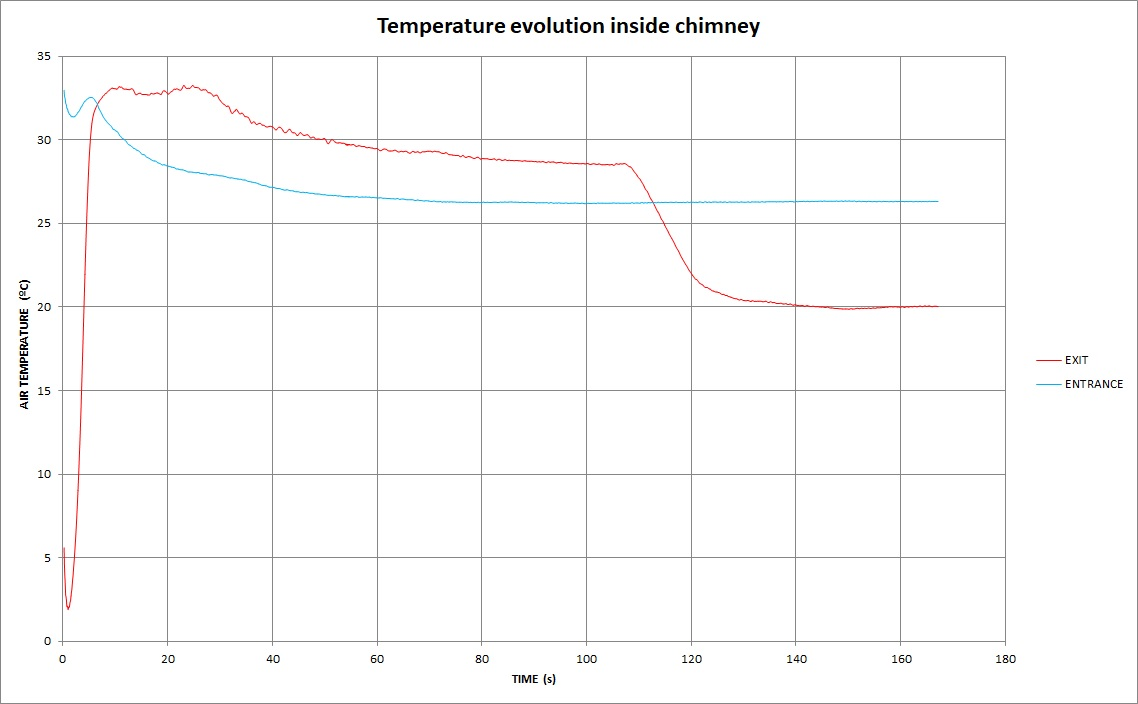 Temperature evolution inside chimney
35
30
25
20
15
10
5
0
AIR TEMPERATURE (ºC)
0 20 40 60 80 100 120 140 160 180
TIME (s)
EXIT
ENTRANCE